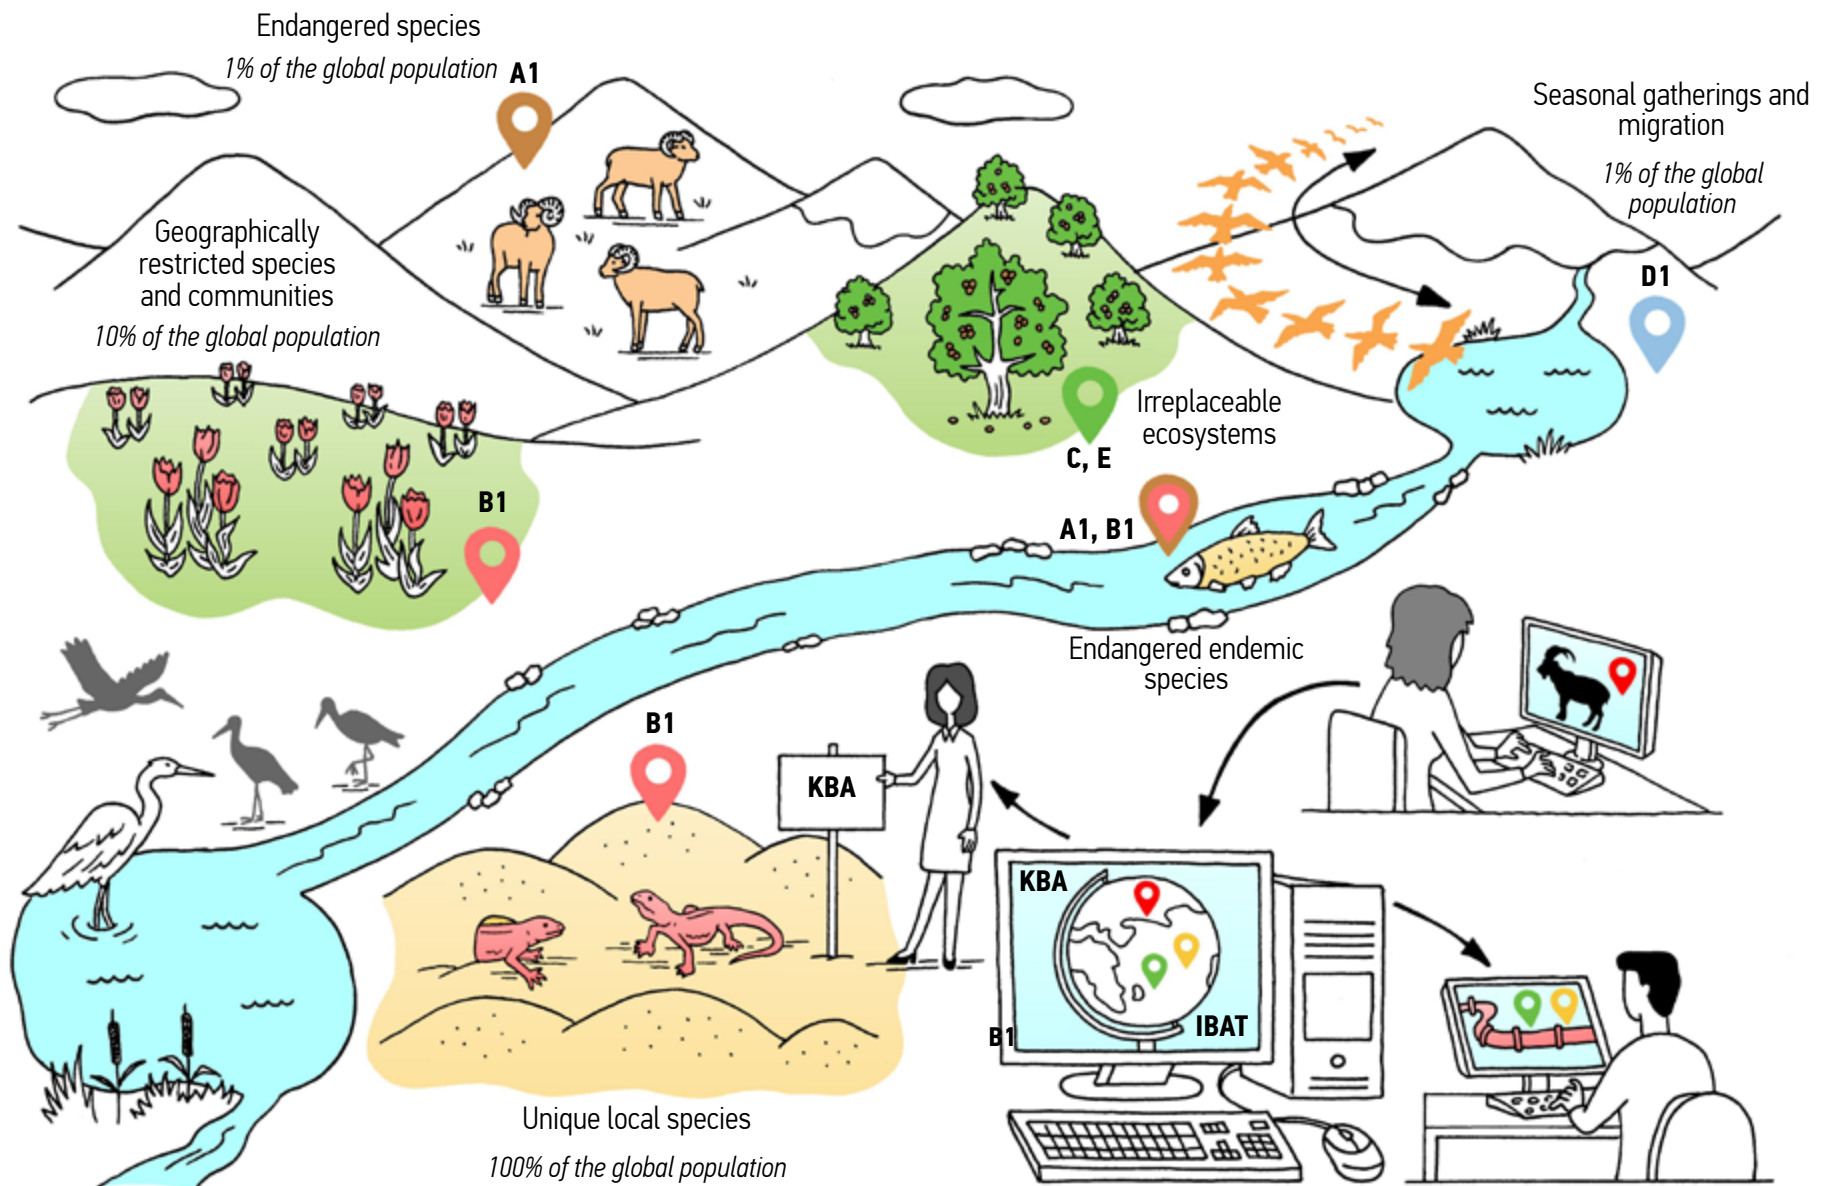 Endangered species
1% of the global population
A1
Seasonal gatherings and
migration
1% of the global
population
D1
Geographically
restricted species
and communities
10% of the global population
B1
Irreplaceable
ecosystems
C, E
A1, B1
Endangered endemic
species
B1
KBA
KBA
IBAT
B1
Unique local species
100% of the global population